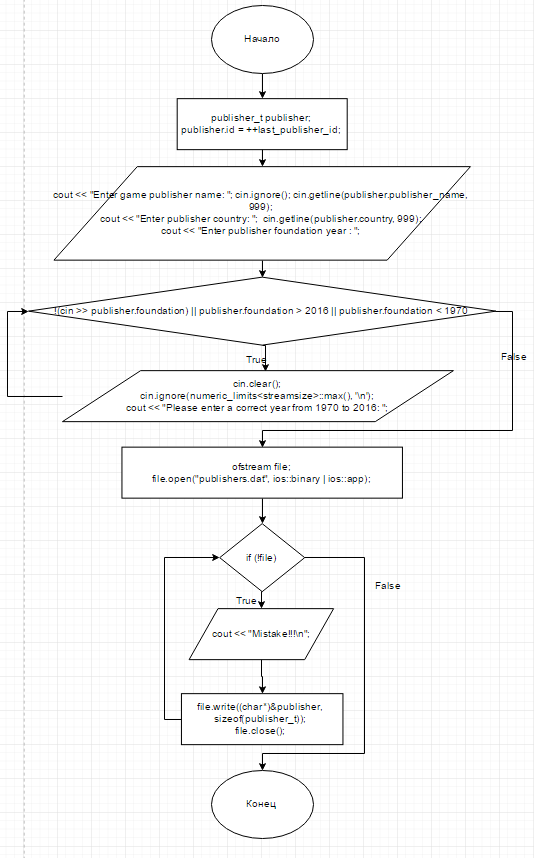 Начало
publisher_t publisher;
publisher.id = ++last_publisher_id;
cout << "Enter game publisher name: "; cin.ignore(); cin.getline(publisher.publisher_name,
999);
cout << "Enter publisher country: "; cin.getline(publisher.country, 999);
cout << "Enter publisher foundation year : ";
!(cin >> publisher.foundation) || publisher.foundation > 2016 || publisher.foundation < 1970
True
False
cin.clear();
cin.ignore(numeric_limits<streamsize>::max(), '\n');
cout << "Please enter a correct year from 1970 to 2016: ";
ofstream file;
file.open("publishers.dat", ios::binary | ios::app);
if (!file)
True
False
cout << "Mistake!!!\n";
file.write((char*)&publisher,
sizeof(publisher_t));
file.close();
Конец